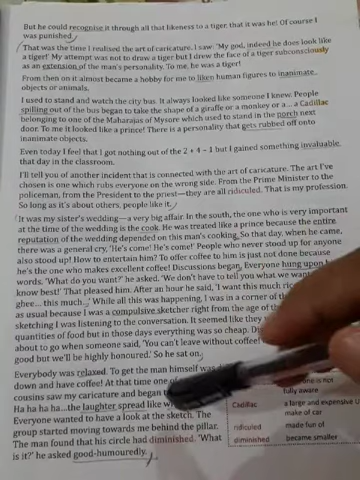 But he could recognise it through all that likeness to a tiger, that it was he! Of course I
was punished.
That was the time I realised the art of caricature. I saw: 'My god, indeed he does look like
a tiger!' My attempt was not to draw a tiger but I drew the face of a tiger subconsciously
as an extension of the man's personality. To me, he was a tiger!
From then on it almost became a hobby for me to liken human figures to inanimate
objects or animals.
I used to stand and watch the city bus. It always looked like someone I knew. People
spilling out of the bus began to take the shape of a giraffe or a monkey or a... a Cadillac
belonging to one of the Maharajas of Mysore which used to stand in the porch next
door. To me it looked like a prince! There is a personality that gets rubbed off onto
inanimate objects.
Even today I feel that I got nothing out of the 2 + 4 – 1 but I gained something invaluable
that day in the classroom.
I'll tell you of another incident that is connected with the art of caricature. The art I've
chosen is one which rubs everyone on the wrong side. From the Prime Minister to the
policeman, from the President to the priest—they are all ridiculed. That is my profession.
So long as it's about others, people like it.
It was my sister's wedding—a very big affair. In the south, the one who is very important
at the time of wedding is the cook. He was treated like a prince because the entire
reputation of the wedding depended on this man's cooking. So that day, when he came,
there was a general cry, 'He's come! He's come!' People never stood up for anyone
also stood up! How to entertain him? To offer coffee to him is just not done because
he's the one who makes excellent coffee! Discussions began. Everyone hung upon h
words. 'What do you want?' he asked. 'We don't have to tell you what we want
know best!' That pleased him. After an hour he said, 'I want this much ric
ghee... this much.' While all this was happening, I was in a corner of th
as usual because I was a compulsive sketcher right from the age of th
sketching I was listening to the conversation. It seemed like they w
quantities of food but in those days everything was so cheap. Di
about to go when someone said, 'You can't leave without coffee!
good but we'll be highly honoured.' So he sat on.
Everybody was relaxed. To get the man himself was
down and have coffee! At that time one of
cousins saw my caricature and began t
Ha ha ha ha...the laughter spread like w
Everyone wanted to have a look at the sketch. The
group started moving towards me behind the pillar.
The man found that his circle had diminished. 'What
is it?' he asked good-humouredly.
one is not
fully aware
Cadillac a large and expensive U
make of car
ridiculed made fun of
diminished became smaller